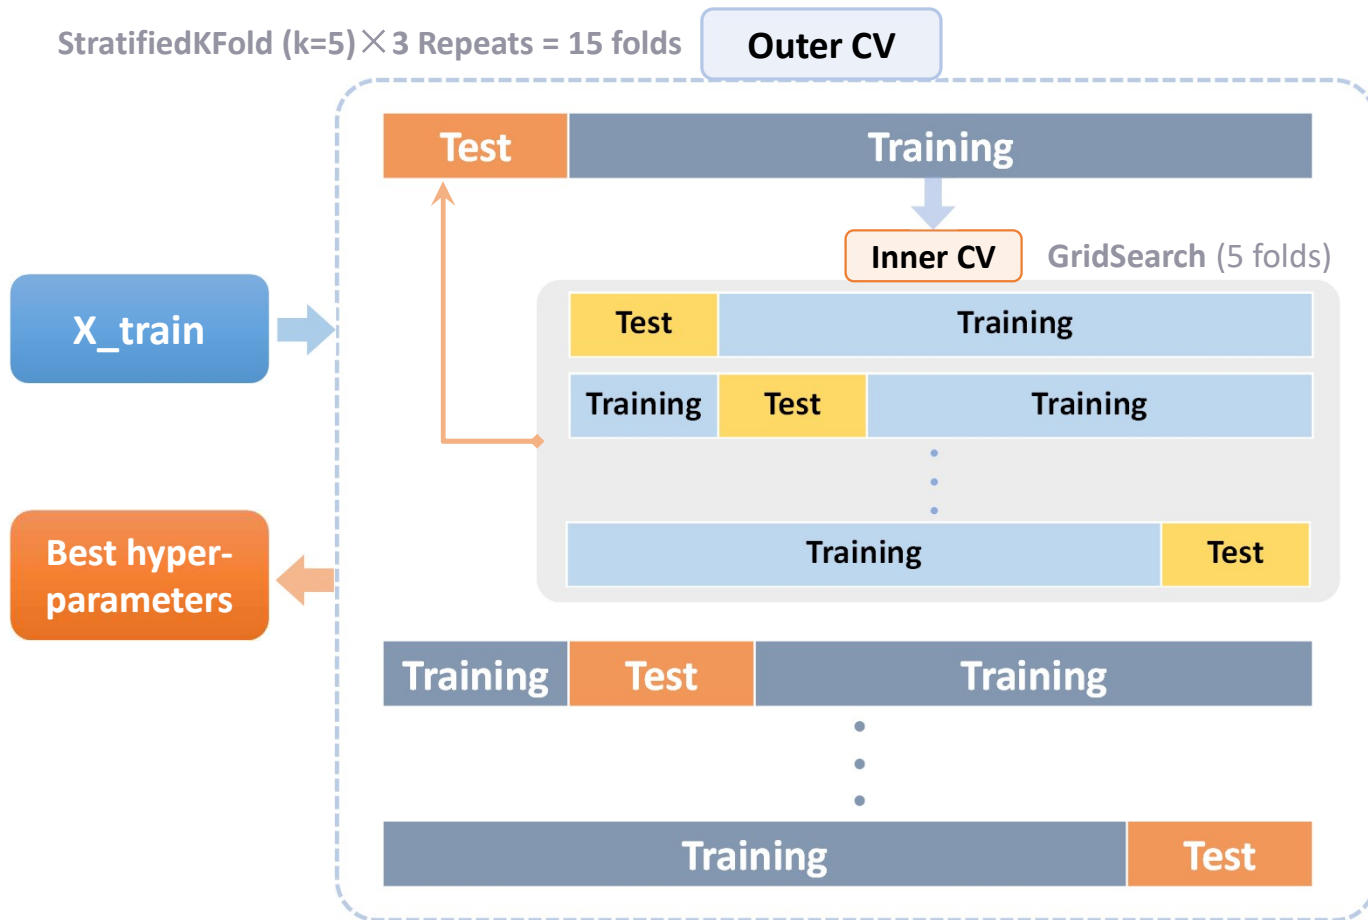 StratifiedKFold (k=5)×3 Repeats = 15 folds
Outer CV
Test
Training
Inner CV
GridSearch (5 folds)
X_train
Test
Training
Training
Test
Training
Training
Test
Best hyper-
parameters
Training
Test
Training
Training
Test